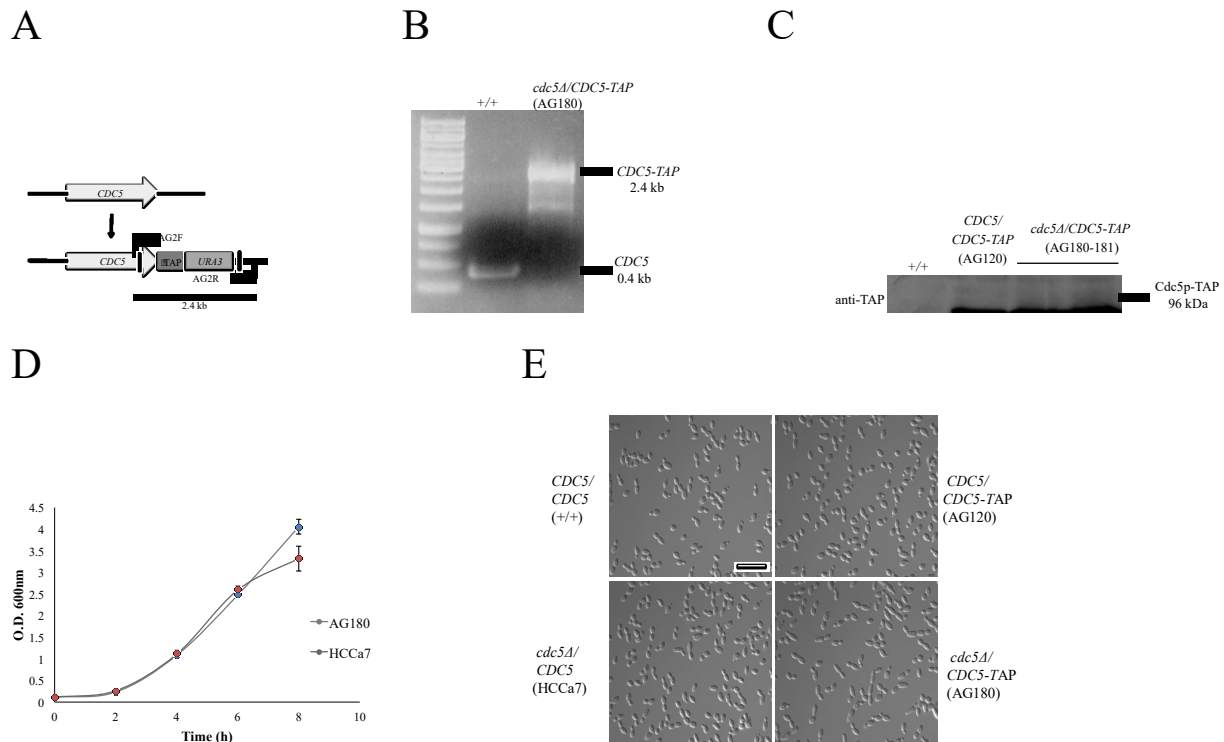 A
B
C
CDC5
AG2F
CDC5
TAP
URA3
AG2R
2.4 kb
+/+
cdc5Δ/CDC5-TAP
(AG180)
CDC5-TAP
2.4 kb
CDC5
0.4 kb
anti-TAP
+/+
CDC5/
CDC5-TAP
(AG120)
cdc5Δ/CDC5-TAP
(AG180-181)
Cdc5p-TAP
96 kDa
D
E
O.D. 600nm
4.5
4
3.5
3
2.5
2
1.5
1
0.5
0
0 2 4 6 8 10
Time (h)
AG180
HCCa7
CDC5/
CDC5
(+/+)
CDC5/
CDC5-TAP
(AG120)
cdc5Δ/
CDC5
(HCCa7)
cdc5Δ/
CDC5-TAP
(AG180)